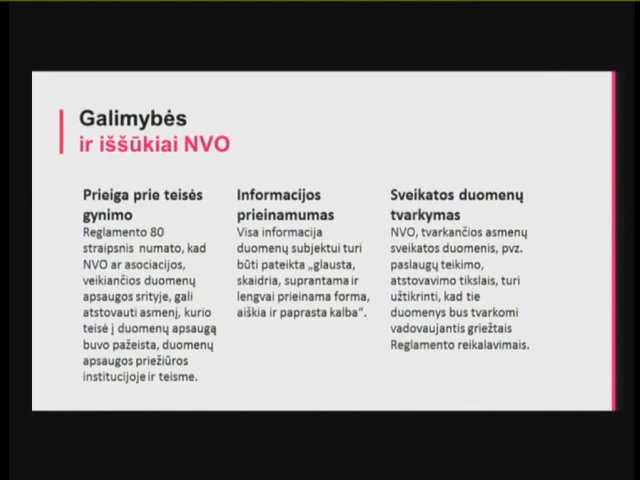 Galimybės
ir iššūkiai NVO
Prieiga prie teisės
gynimo
Reglamento 80
straipsnis numato, kad
NVO ar asociacijos,
veikiančios duomenų
apsaugos srityje, gali
atstovauti asmenį, kurio
teisė į duomenų apsaugą
buvo pažeista, duomenų
apsaugos priežiūros
institucijoje ir teisme.
Informacijos
prieinamumas
Visa informacija
duomenų subjektui turi
būti pateikta „glausta,
skaidria, suprantama ir
lengvai prieinama forma,
aiškia ir paprasta kalba“.
Sveikatos duomenų
tvarkymas
NVO, tvarkančios asmenų
sveikatos duomenis, pvz.
paslaugų teikimo,
atstovavimo tikslais, turi
užtikrinti, kad tie
duomenys bus tvarkomi
vadovaujantis griežtais
Reglamento reikalavimais.